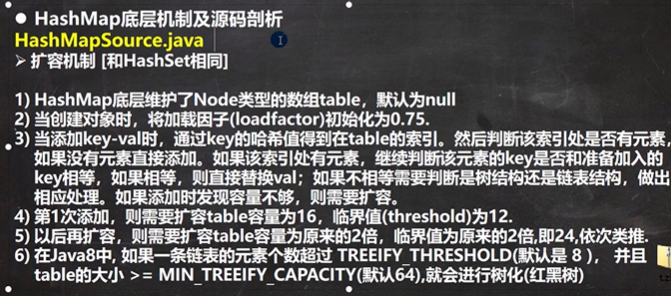 ● HashMap底层机制及源码剖析
HashMapSource.java
➢ 扩容机制 [和HashSet相同]
1) HashMap底层维护了Node类型的数组table，默认为null
2) 当创建对象时，将加载因子(loadfactor)初始化为0.75.
3) 当添加key-val时，通过key的哈希值得到在table的索引。然后判断该索引处是否有元素，
如果没有元素直接添加。如果该索引处有元素，继续判断该元素的key是否和准备加入的
key相等，如果相等，则直接替换val；如果不相等需要判断是树结构还是链表结构，做出
相应处理。如果添加时发现容量不够，则需要扩容。
4) 第1次添加，则需要扩容table容量为16，临界值(threshold)为12.
5) 以后再扩容，则需要扩容table容量为原来的2倍，临界值为原来的2倍,即24,依次类推.
6) 在Java8中, 如果一条链表的元素个数超过 TREEIFY_THRESHOLD(默认是 8 )， 并且
table的大小 >= MIN_TREEIFY_CAPACITY(默认64),就会进行树化(红黑树)